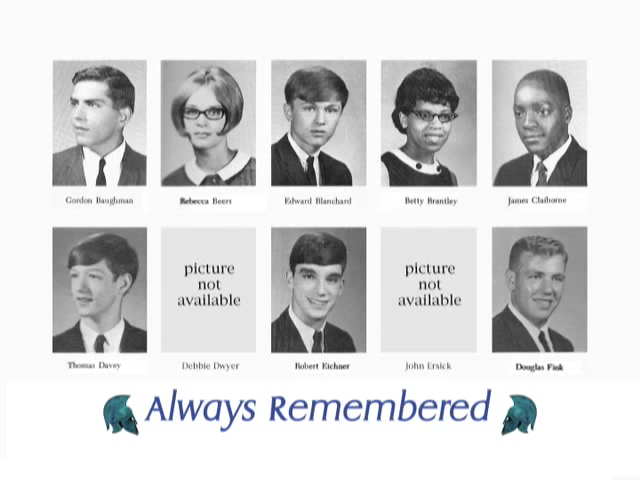 Gordon Baughman
Rebecca Beers
Edward Blanchard
Betty Brantley
James Claiborne
picture
not
available
picture
not
available
Thomas Davey
Debbie Dwyer
Robert Eichner
John Ersick
Douglas Fink
Always Remembered